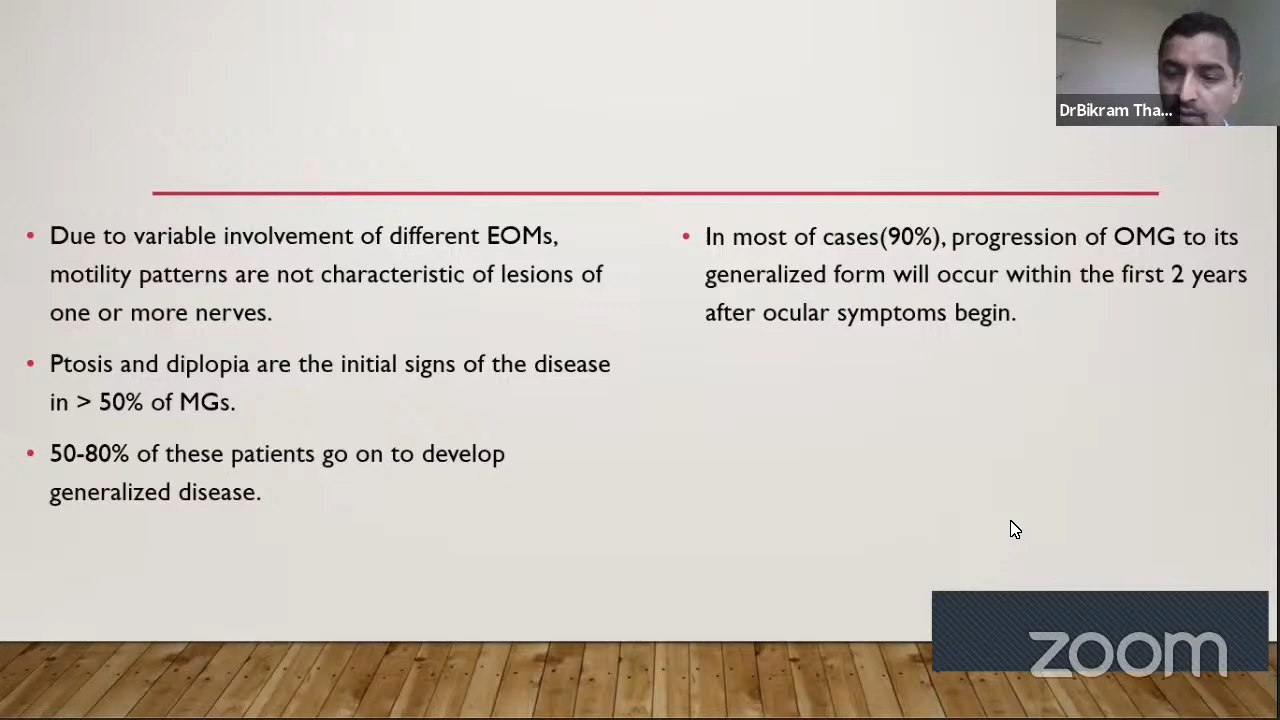 DrBikram Tha...
• Due to variable involvement of different EOMs,
motility patterns are not characteristic of lesions of
one or more nerves.
• Ptosis and diplopia are the initial signs of the disease
in > 50% of MGs.
• 50-80% of these patients go on to develop
generalized disease.
• In most of cases(90%), progression of OMG to its
generalized form will occur within the first 2 years
after ocular symptoms begin.
zoom